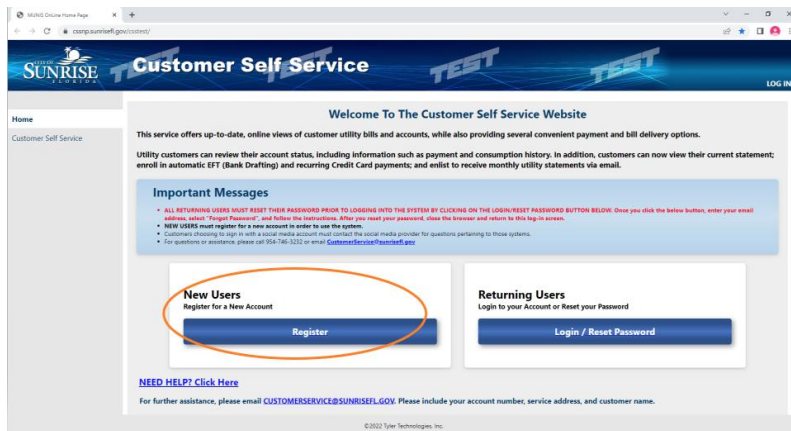 MUNIS OnLine Home Page
cssnp.sunrisefl.gov/csstest/
CITY OF
SUNRISE
FLORIDA
Customer Self Service
TEST
TEST
TEST
TEST
LOG IN
Home
Customer Self Service
Welcome To The Customer Self Service Website
This service offers up-to-date, online views of customer utility bills and accounts, while also providing several convenient payment and bill delivery options.
Utility customers can review their account status, including information such as payment and consumption history. In addition, customers can now view their current statement;
enroll in automatic EFT (Bank Drafting) and recurring Credit Card payments; and enlist to receive monthly utility statements via email.
Important Messages
• ALL RETURNING USERS MUST RESET THEIR PASSWORD PRIOR TO LOGGING INTO THE SYSTEM BY CLICKING ON THE LOGIN/RESET PASSWORD BUTTON BELOW. Once you click the below button, enter your email
address, select "Forgot Password", and follow the instructions. After you reset your password, close the browser and return to this log-in screen.
• NEW USERS must register for a new account in order to use the system.
• Customers choosing to sign in with a social media account must contact the social media provider for questions pertaining to those systems.
• For questions or assistance, please call 954-746-3232 or email CustomerService@sunrisefl.gov
New Users
Register for a New Account
Register
Returning Users
Login to your Account or Reset your Password
Login / Reset Password
NEED HELP? Click Here
For further assistance, please email CUSTOMERSERVICE@SUNRISEFL.GOV. Please include your account number, service address, and customer name.
©2022 Tyler Technologies, Inc.